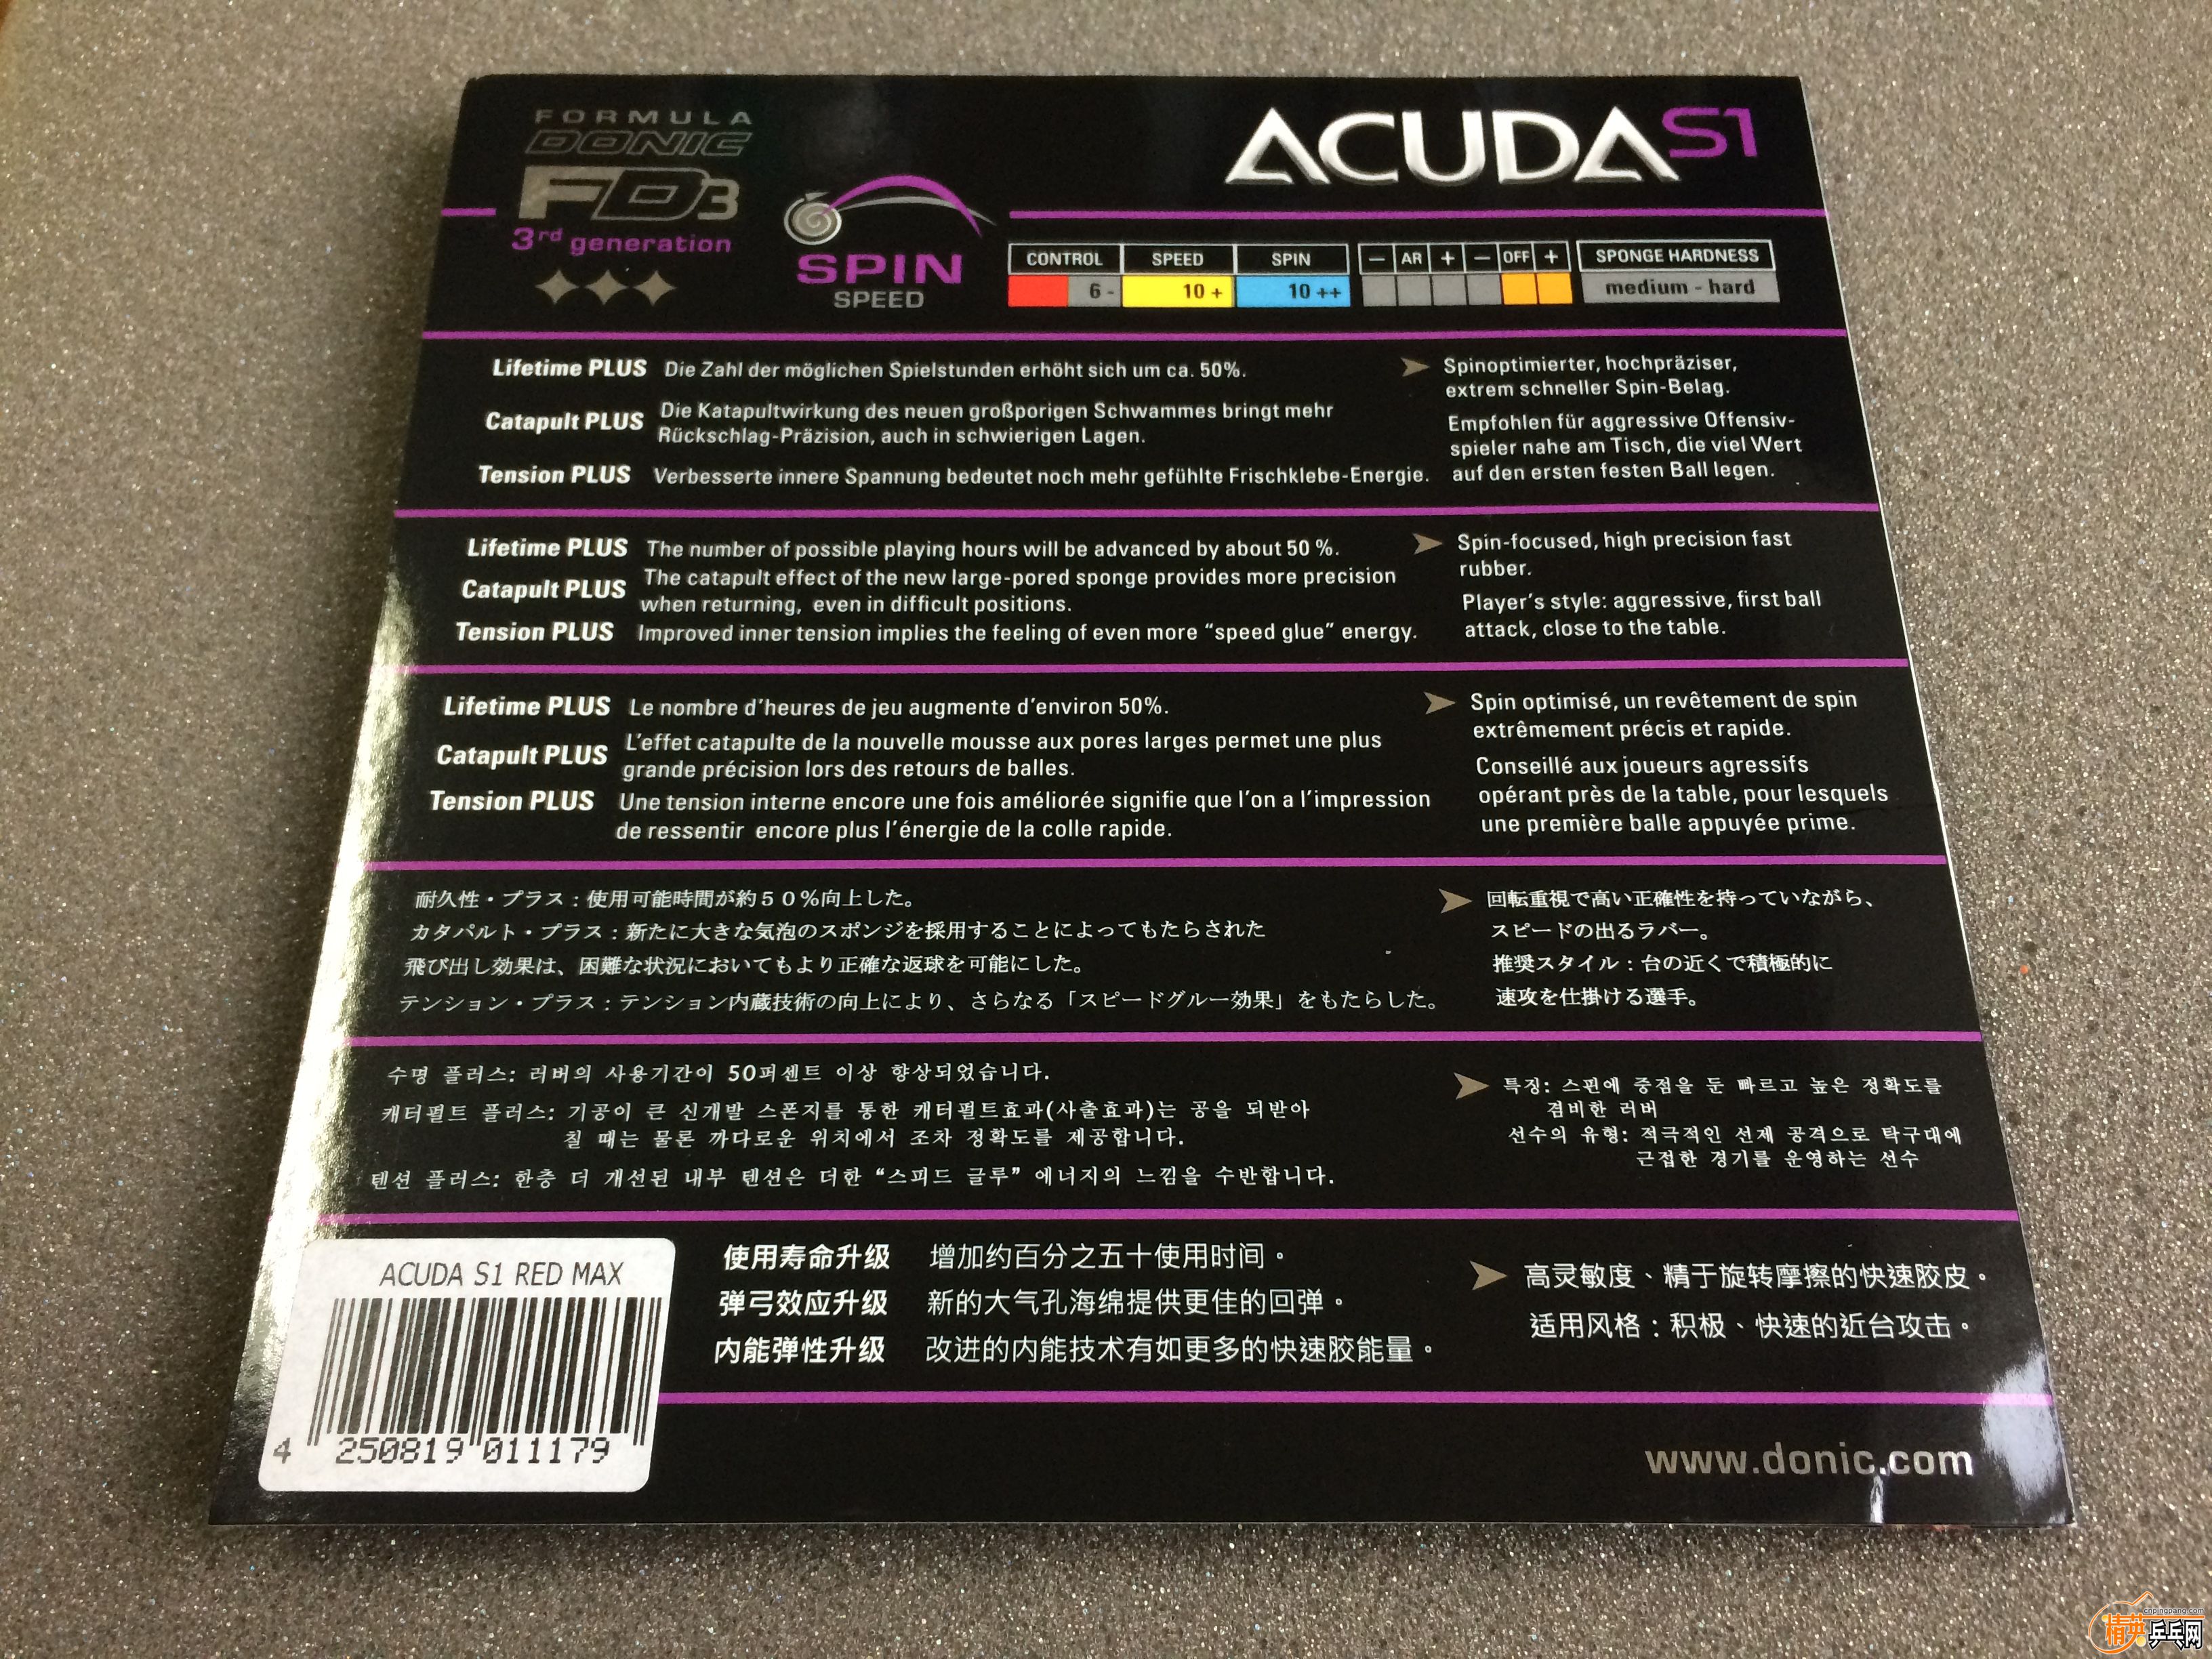 FORMULA
DONIC
FD3
3rd generation
SPIN
SPEED
ACUDA S1
CONTROL SPEED SPIN − AR + − OFF + SPONGE HARDNESS
6 - 10 + 10 ++ medium - hard
Lifetime PLUS Die Zahl der möglichen Spielstunden erhöht sich um ca. 50%.
Catapult PLUS Die Katapultwirkung des neuen großporigen Schwammes bringt mehr
Rückschlag-Präzision, auch in schwierigen Lagen.
Tension PLUS Verbesserte innere Spannung bedeutet noch mehr gefühlte Frischklebe-Energie.
Spinoptimierter, hochpräziser,
extrem schneller Spin-Belag.
Empfohlen für aggressive Offensiv-
spieler nahe am Tisch, die viel Wert
auf den ersten festen Ball legen.
Lifetime PLUS The number of possible playing hours will be advanced by about 50 %.
Catapult PLUS The catapult effect of the new large-pored sponge provides more precision
when returning, even in difficult positions.
Tension PLUS Improved inner tension implies the feeling of even more “speed glue” energy.
Spin-focused, high precision fast
rubber.
Player’s style: aggressive, first ball
attack, close to the table.
Lifetime PLUS Le nombre d’heures de jeu augmente d’environ 50%.
Catapult PLUS L’effet catapulte de la nouvelle mousse aux pores larges permet une plus
grande précision lors des retours de balles.
Tension PLUS Une tension interne encore une fois améliorée signifie que l’on a l’impression
de ressentir encore plus l’énergie de la colle rapide.
Spin optimisé, un revêtement de spin
extrêmement précis et rapide.
Conseillé aux joueurs agressifs
opérant près de la table, pour lesquels
une première balle appuyée prime.
耐久性・プラス：使用可能時間が約５０％向上した。
カタパルト・プラス：新たに大きな気泡のスポンジを採用することによってもたらされた
飛び出し効果は、困難な状況においてもより正確な返球を可能にした。
テンション・プラス：テンション内蔵技術の向上により、さらなる「スピードグルー効果」をもたらした。
回転重視で高い正確性を持っていながら、
スピードの出るラバー。
推奨スタイル：台の近くで積極的に
速攻を仕掛ける選手。
수명 플러스: 러버의 사용기간이 50퍼센트 이상 향상되었습니다.
캐터펄트 플러스: 기공이 큰 신개발 스폰지를 통한 캐터펄트효과(사출효과)는 공을 되받아
칠 때는 물론 까다로운 위치에서 조차 정확도를 제공합니다.
텐션 플러스: 한층 더 개선된 내부 텐션은 더한 “스피드 글루” 에너지의 느낌을 수반합니다.
특징: 스핀에 중점을 둔 빠르고 높은 정확도를
겸비한 러버
선수의 유형: 적극적인 선제 공격으로 탁구대에
근접한 경기를 운영하는 선수
使用寿命升级 增加约百分之五十使用时间。
弹弓效应升级 新的大气孔海绵提供更佳的回弹。
内能弹性升级 改进的内能技术有如更多的快速胶能量。
高灵敏度、精于旋转摩擦的快速胶皮。
适用风格：积极、快速的近台攻击。
ACUDA S1 RED MAX
4 250819 011179
www.donic.com
cnpingpang.com
精英乒乓网